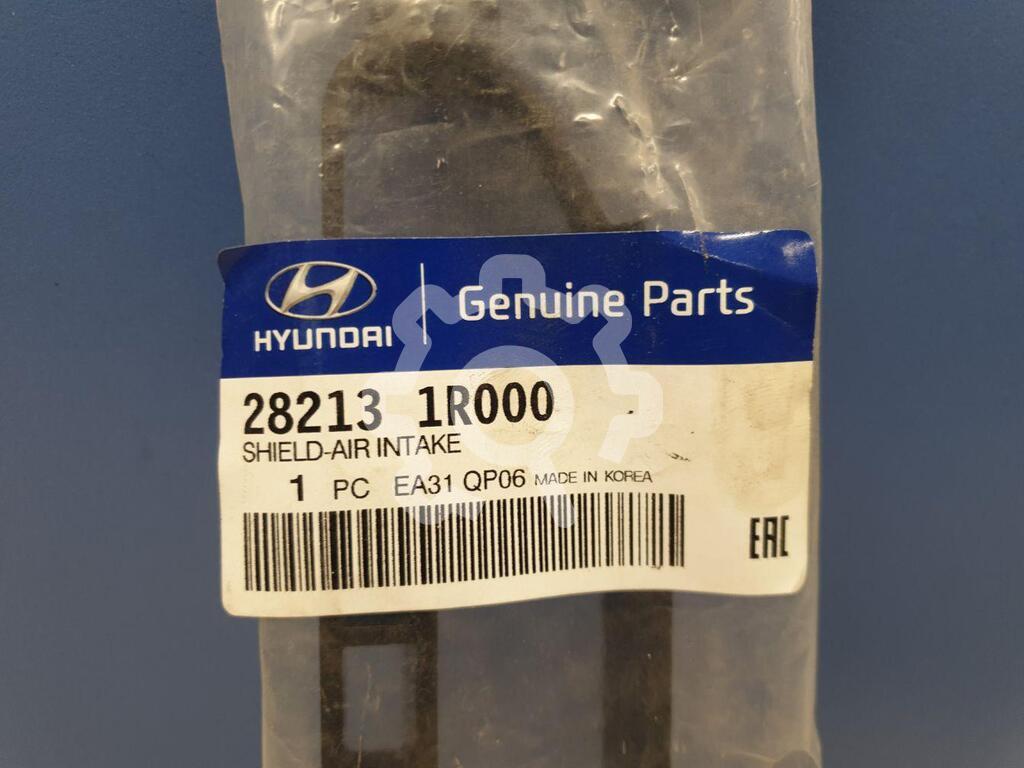 HYUNDAI
Genuine Parts
28213 1R000
SHIELD-AIR INTAKE
1 PC EA31 QP06 MADE IN KOREA
EAC